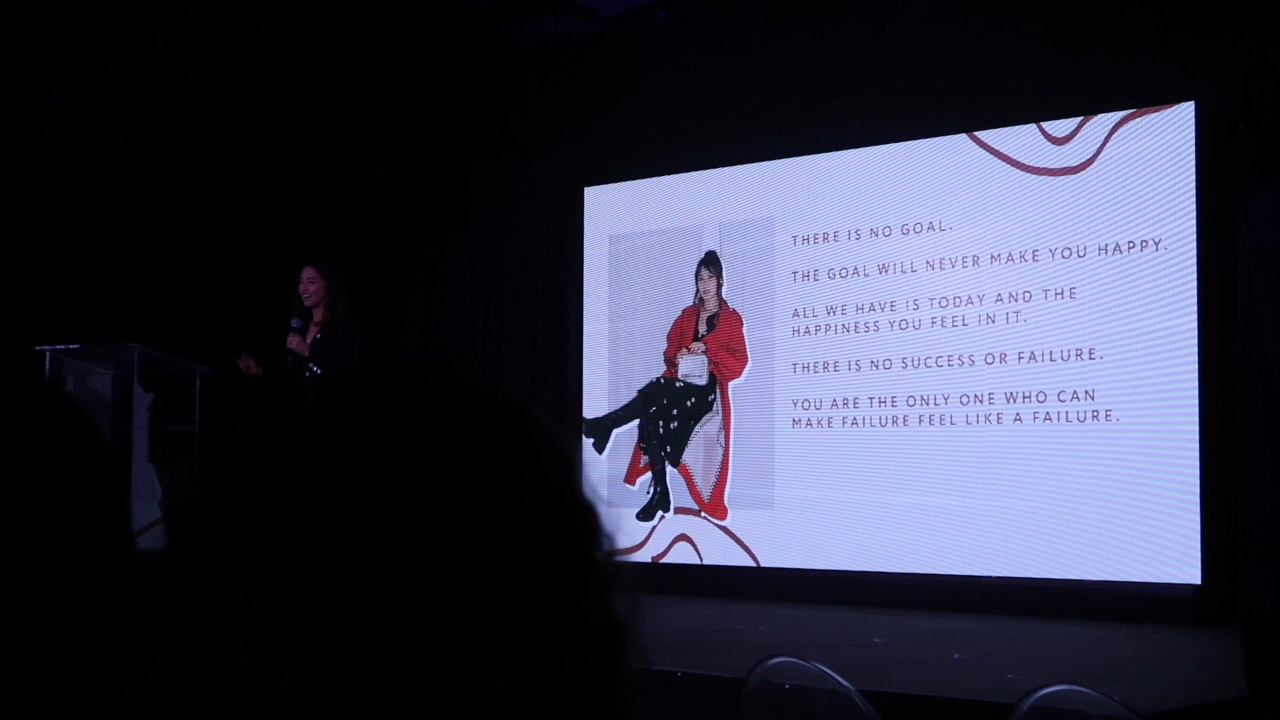 THERE IS NO GOAL.
THE GOAL WILL NEVER MAKE YOU HAPPY.
ALL WE HAVE IS TODAY AND THE
HAPPINESS YOU FEEL IN IT.
THERE IS NO SUCCESS OR FAILURE.
YOU ARE THE ONLY ONE WHO CAN
MAKE FAILURE FEEL LIKE A FAILURE.